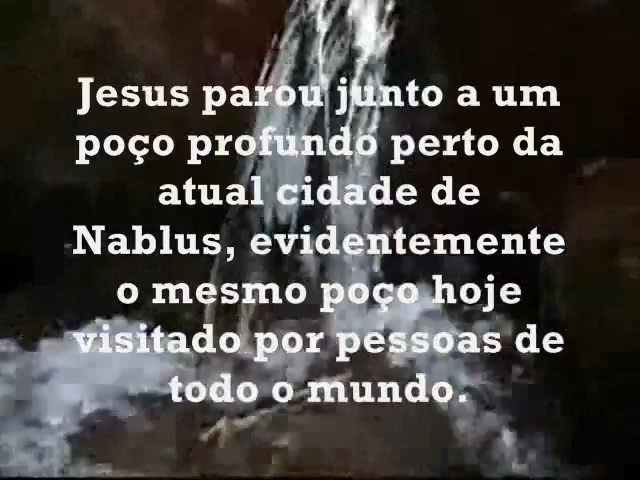 Jesus parou junto a um
poço profundo perto da
atual cidade de
Nablus, evidentemente
o mesmo poço hoje
visitado por pessoas de
todo o mundo.